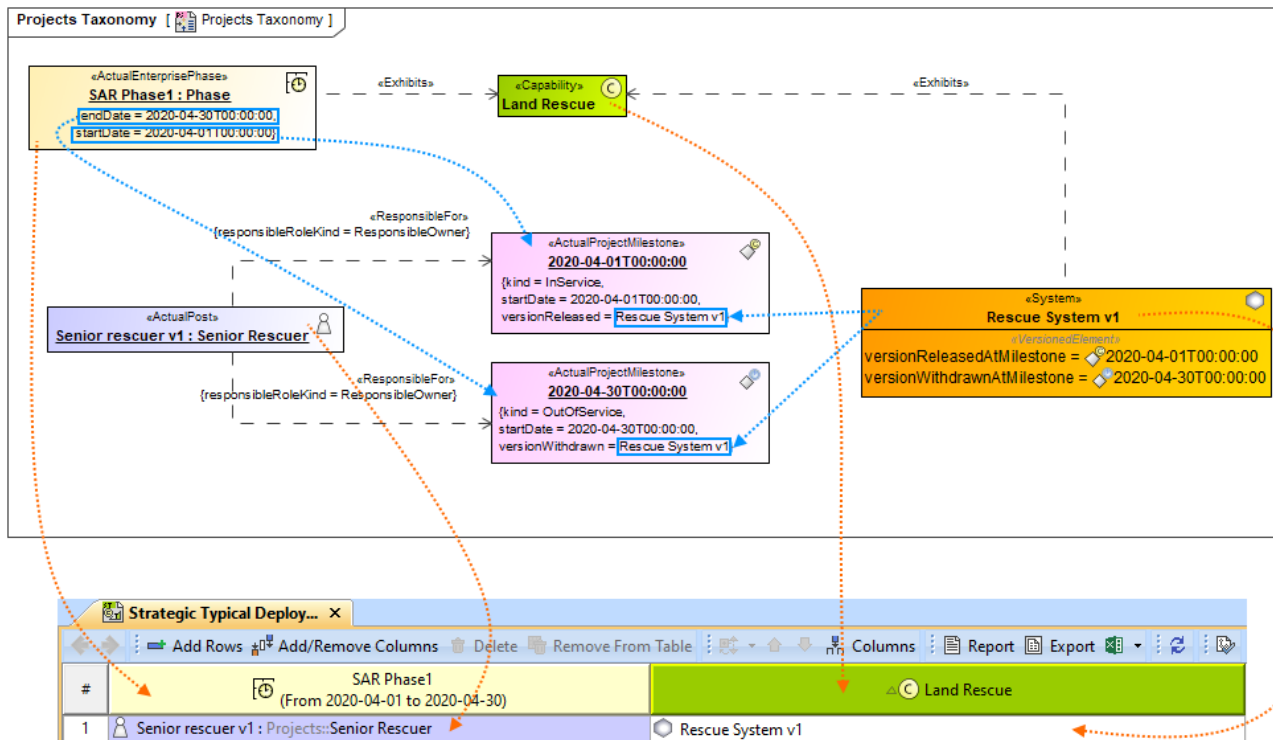 Projects Taxonomy [ Projects Taxonomy ]
«ActualEnterprisePhase»
SAR Phase1 : Phase
{endDate = 2020-04-30T00:00:00,
startDate = 2020-04-01T00:00:00}
«Exhibits»
«Capability»
C
Land Rescue
«Exhibits»
«ResponsibleFor»
{responsibleRoleKind = ResponsibleOwner}
«ActualProjectMilestone»
2020-04-01T00:00:00
{kind = InService,
startDate = 2020-04-01T00:00:00,
versionReleased = Rescue System v1}
«ActualPost»
Senior rescuer v1 : Senior Rescuer
«System»
Rescue System v1
«VersionedElement»
versionReleasedAtMilestone = 2020-04-01T00:00:00
versionWithdrawnAtMilestone = 2020-04-30T00:00:00
«ResponsibleFor»
{responsibleRoleKind = ResponsibleOwner}
«ActualProjectMilestone»
2020-04-30T00:00:00
{kind = OutOfService,
startDate = 2020-04-30T00:00:00,
versionWithdrawn = Rescue System v1}
Strategic Typical Deploy... ×
Add Rows Add/Remove Columns Delete Remove From Table Columns Report Export
# SAR Phase1 C Land Rescue
(From 2020-04-01 to 2020-04-30)
1 Senior rescuer v1 : Projects::Senior Rescuer Rescue System v1